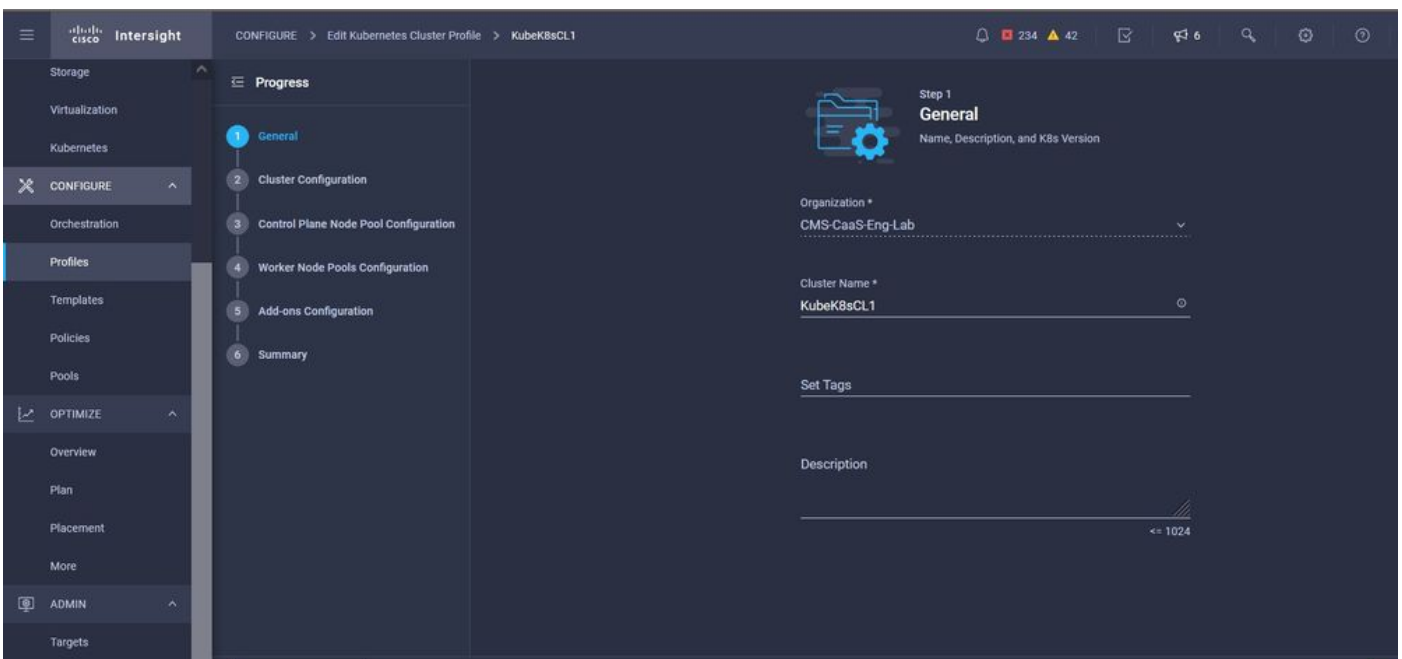 cisco Intersight
CONFIGURE > Edit Kubernetes Cluster Profile > KubeK8sCL1
234 42 6
Storage
Virtualization
Kubernetes
CONFIGURE
Orchestration
Profiles
Templates
Policies
Pools
OPTIMIZE
Overview
Plan
Placement
More
ADMIN
Targets
Progress
1 General
2 Cluster Configuration
3 Control Plane Node Pool Configuration
4 Worker Node Pools Configuration
5 Add-ons Configuration
6 Summary
Step 1
General
Name, Description, and K8s Version
Organization *
CMS-CaaS-Eng-Lab
Cluster Name *
KubeK8sCL1
Set Tags
Description
<= 1024